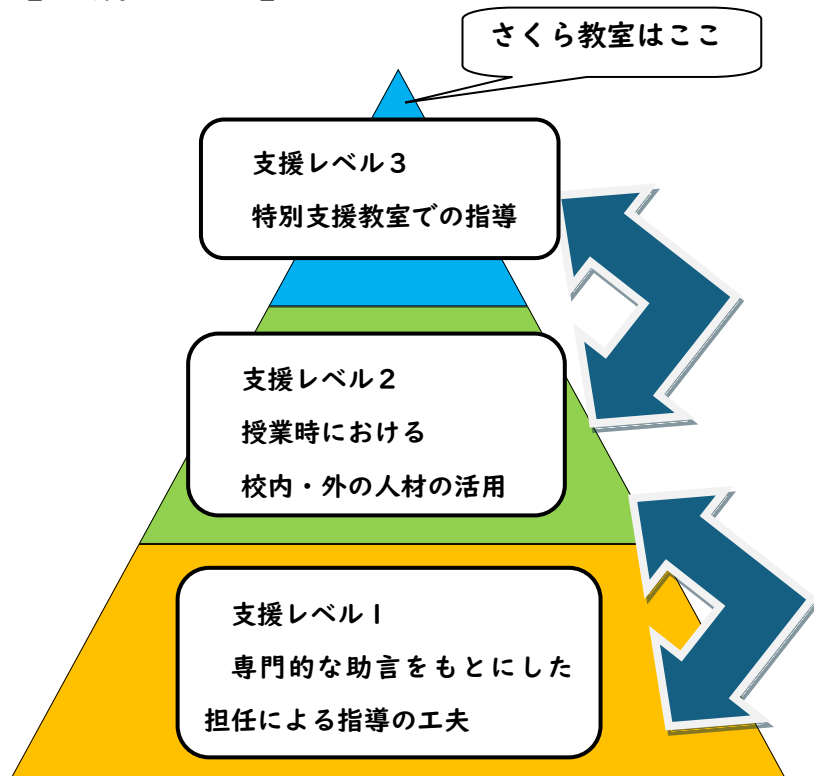 さくら教室はここ
支援レベル３
特別支援教室での指導
支援レベル２
授業時における
校内・外の人材の活用
支援レベル１
専門的な助言をもとにした
担任による指導の工夫